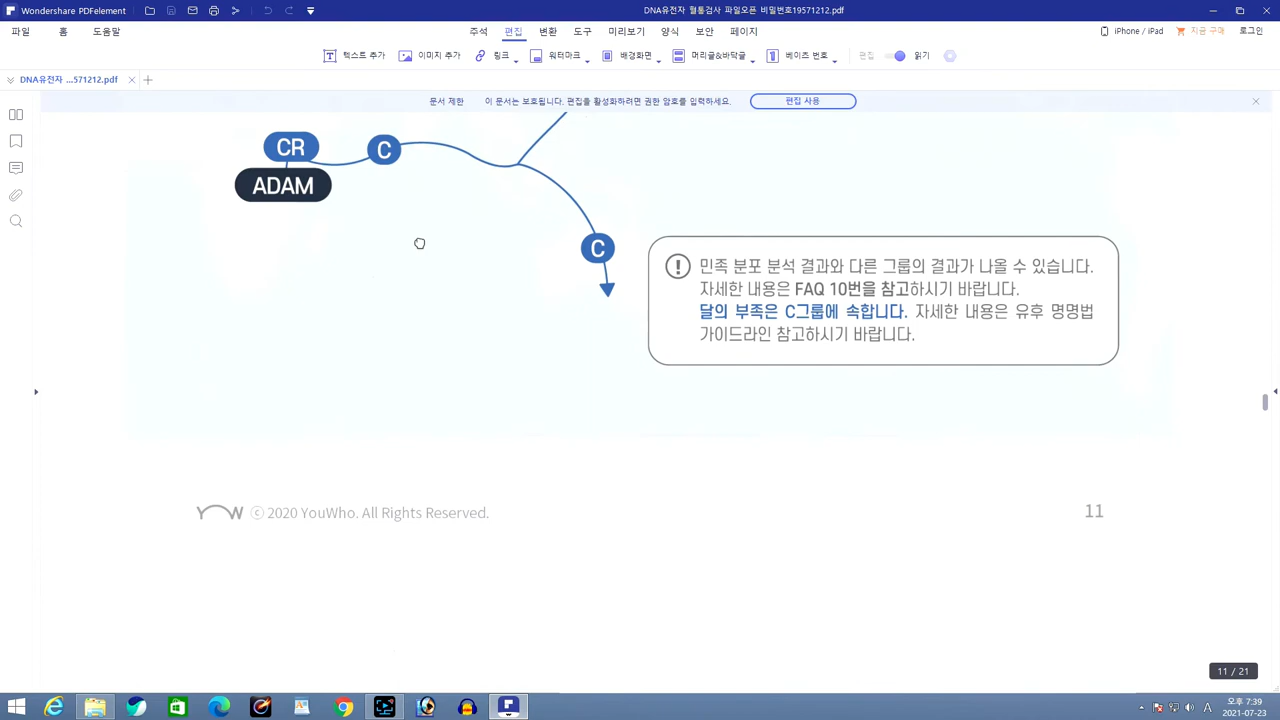 Wondershare PDFelement
DNA유전자 혈통검사 파일오픈 비밀번호19571212.pdf
파일 홈 도움말 주석 편집 변환 도구 미리보기 양식 보안 페이지 iPhone / iPad 지금 구매 로그인
텍스트 추가 이미지 추가 링크 워터마크 배경화면 머리글&바닥글 베이츠 번호 편집 읽기
DNA유전자 ...571212.pdf
문서 제한 이 문서는 보호됩니다. 편집을 활성화하려면 권한 암호를 입력하세요. 편집 사용
CR
C
ADAM
C
민족 분포 분석 결과와 다른 그룹의 결과가 나올 수 있습니다.
자세한 내용은 FAQ 10번을 참고하시기 바랍니다.
달의 부족은 C그룹에 속합니다. 자세한 내용은 유후 명명법
가이드라인 참고하시기 바랍니다.
YW ⓒ 2020 YouWho. All Rights Reserved.
11
11 / 21
A 오후 7:39
2021-07-23